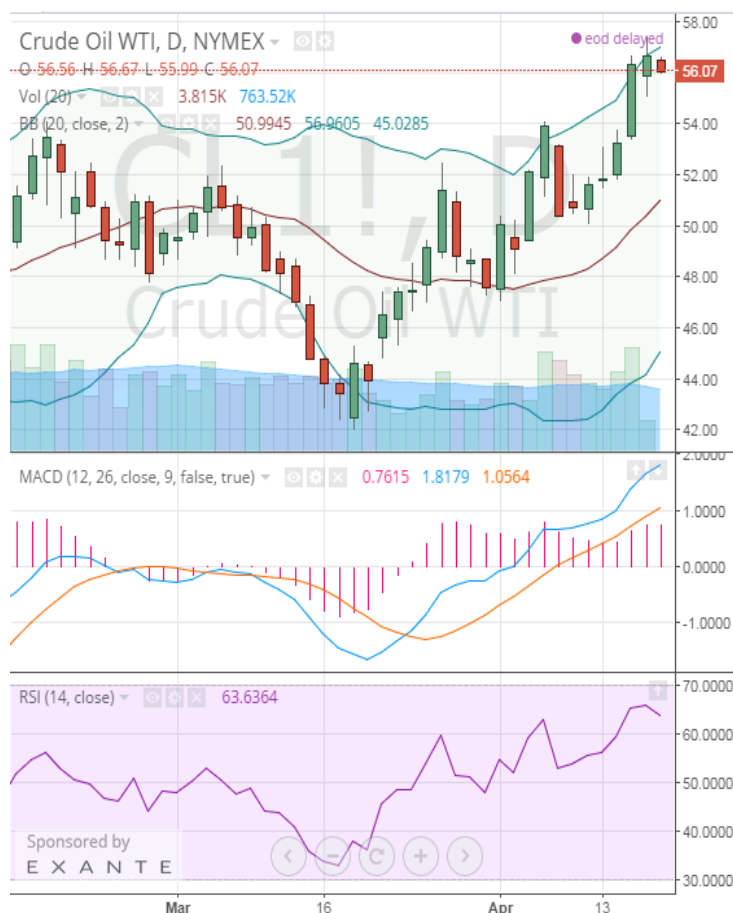 Crude Oil WTI, D, NYMEX
eod delayed
O 56.56 H 56.67 L 55.99 C 56.07
Vol (20) 3.815K 763.52K
BB (20, close, 2) 50.9945 56.9605 45.0285
CL1!, D
Crude Oil WTI
58.00
56.07
54.00
52.00
50.00
48.00
46.00
44.00
42.00
MACD (12, 26, close, 9, false, true) 0.7615 1.8179 1.0564
2.0000
1.0000
0.0000
-1.0000
RSI (14, close) 63.6364
70.0000
60.0000
50.0000
40.0000
30.0000
Sponsored by
EXANTE
Mar 16 Apr 13